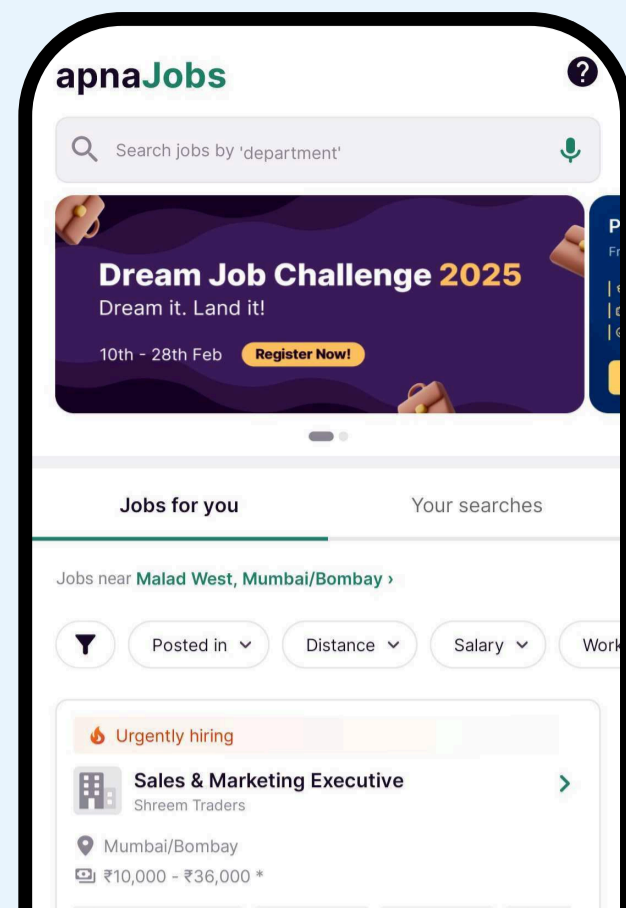 apnaJobs
Search jobs by 'department'
Dream Job Challenge 2025
Dream it. Land it!
10th - 28th Feb
Register Now!
P
Fr
Jobs for you
Your searches
Jobs near Malad West, Mumbai/Bombay ›
Posted in
Distance
Salary
Work
Urgently hiring
Sales & Marketing Executive
Shreem Traders
Mumbai/Bombay
₹10,000 - ₹36,000 *